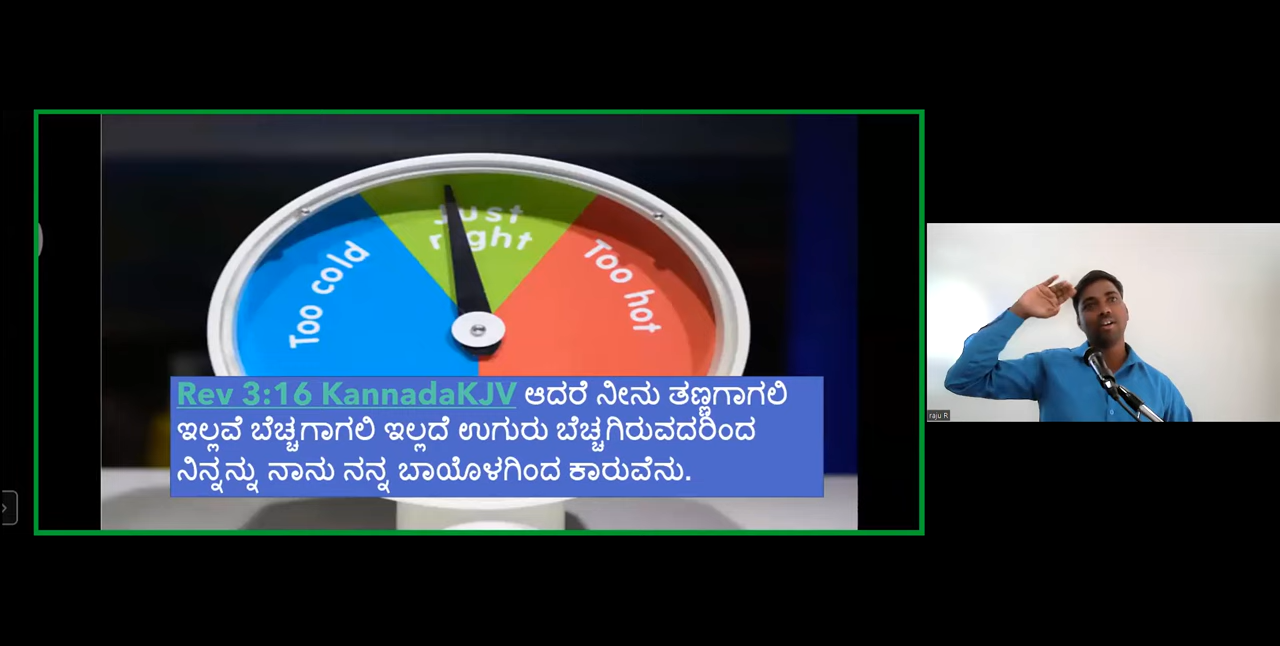 Too cold
Just
right
Too hot
Rev 3:16 KannadaKJV ಆದರೆ ನೀನು ತಣ್ಣಗಾಗಲಿ
ಇಲ್ಲವೆ ಬೆಚ್ಚಗಾಗಲಿ ಇಲ್ಲದೆ ಉಗುರು ಬೆಚ್ಚಗಿರುವದರಿಂದ
ನಿನ್ನನ್ನು ನಾನು ನನ್ನ ಬಾಯೊಳಗಿಂದ ಕಾರುವೆನು.
raju R